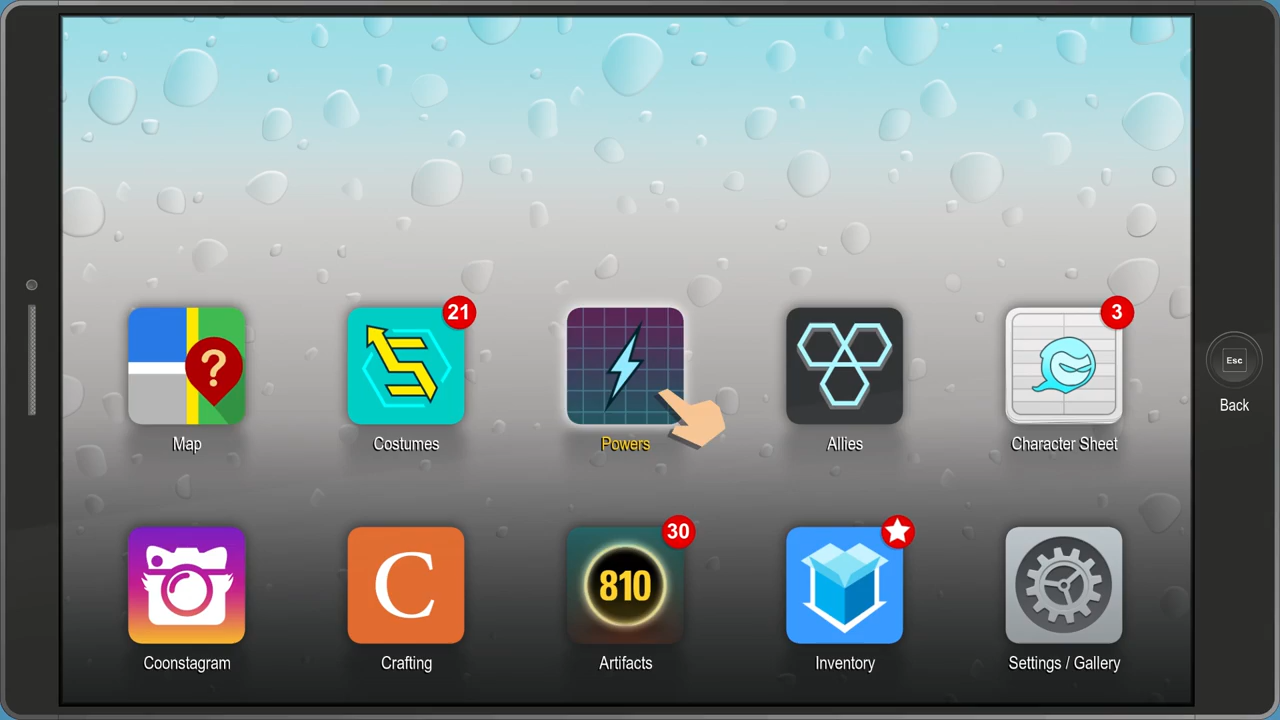 21
3
?
Map
Costumes
Powers
Allies
Character Sheet
Esc
Back
30
C
810
Coonstagram
Crafting
Artifacts
Inventory
Settings / Gallery